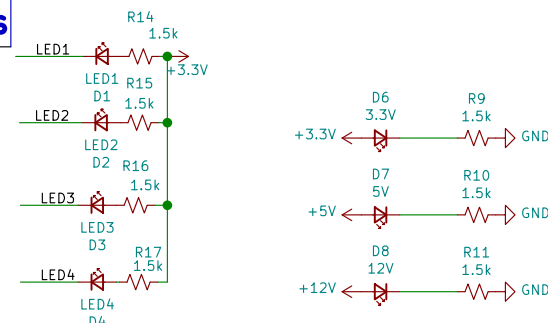 s
R14
1.5k
LED1
+3.3V
LED1
D1
R15
1.5k
LED2
LED2
D2
R16
1.5k
LED3
LED3
D3
R17
1.5k
LED4
LED4
D4
D6
3.3V
R9
1.5k
+3.3V
GND
D7
5V
R10
1.5k
+5V
GND
D8
12V
R11
1.5k
+12V
GND